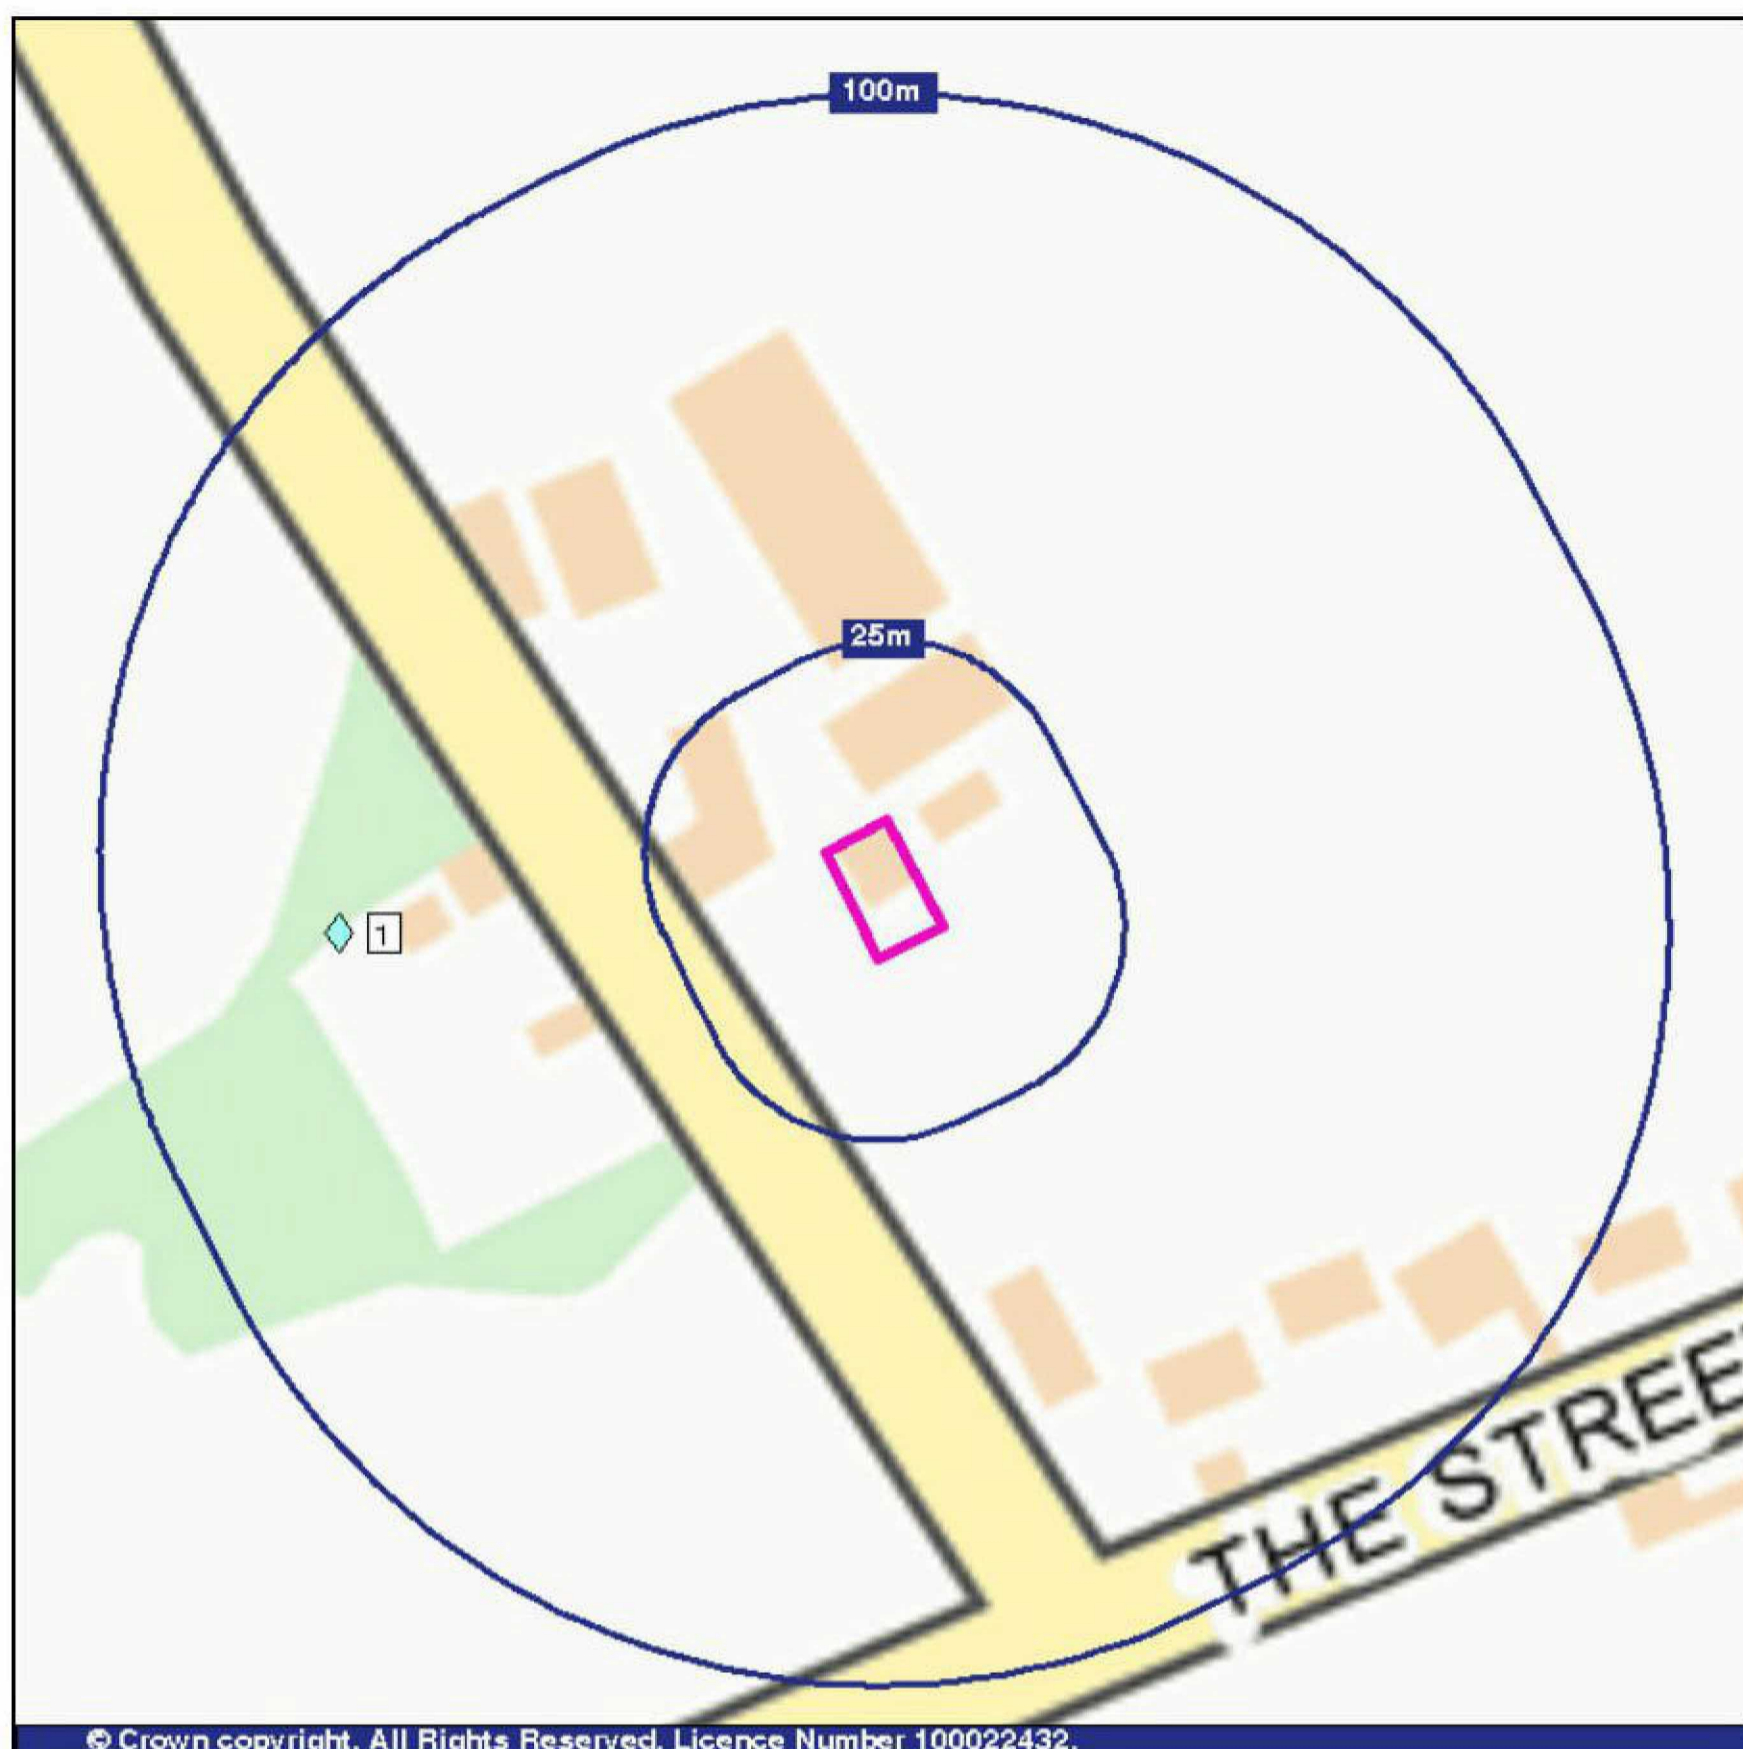 100m
25m
1
THE STREE
© Crown copyright. All Rights Reserved. Licence Number 100022432.